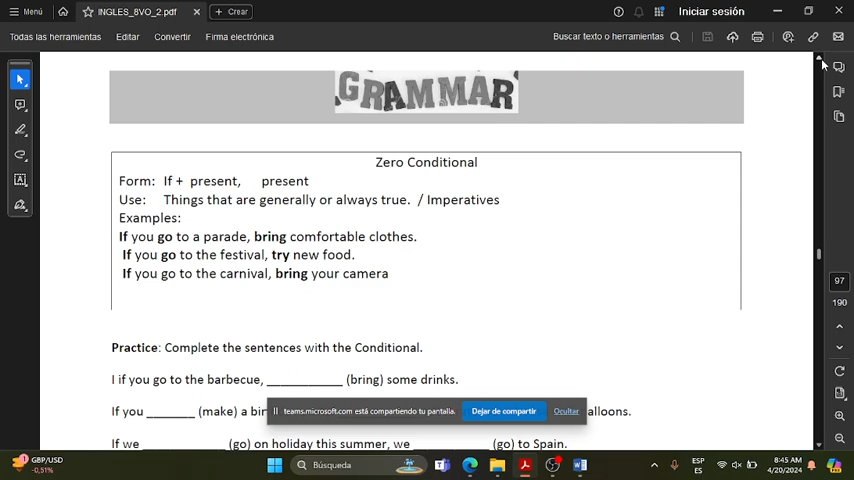 Menú
INGLES_8VO_2.pdf
Crear
Iniciar sesión
Todas las herramientas
Editar
Convertir
Firma electrónica
Buscar texto o herramientas
GRAMMAR
Zero Conditional
Form: If + present, present
Use: Things that are generally or always true. / Imperatives
Examples:
If you go to a parade, bring comfortable clothes.
If you go to the festival, try new food.
If you go to the carnival, bring your camera
97
190
Practice: Complete the sentences with the Conditional.
I if you go to the barbecue, ____________ (bring) some drinks.
If you _______ (make) a bir
alloons.
teams.microsoft.com está compartiendo tu pantalla.
Dejar de compartir
Ocultar
If we _____________ (go) on holiday this summer, we ____________ (go) to Spain.
GBP/USD
-0,51%
Búsqueda
ESP
ES
8:45 AM
4/20/2024